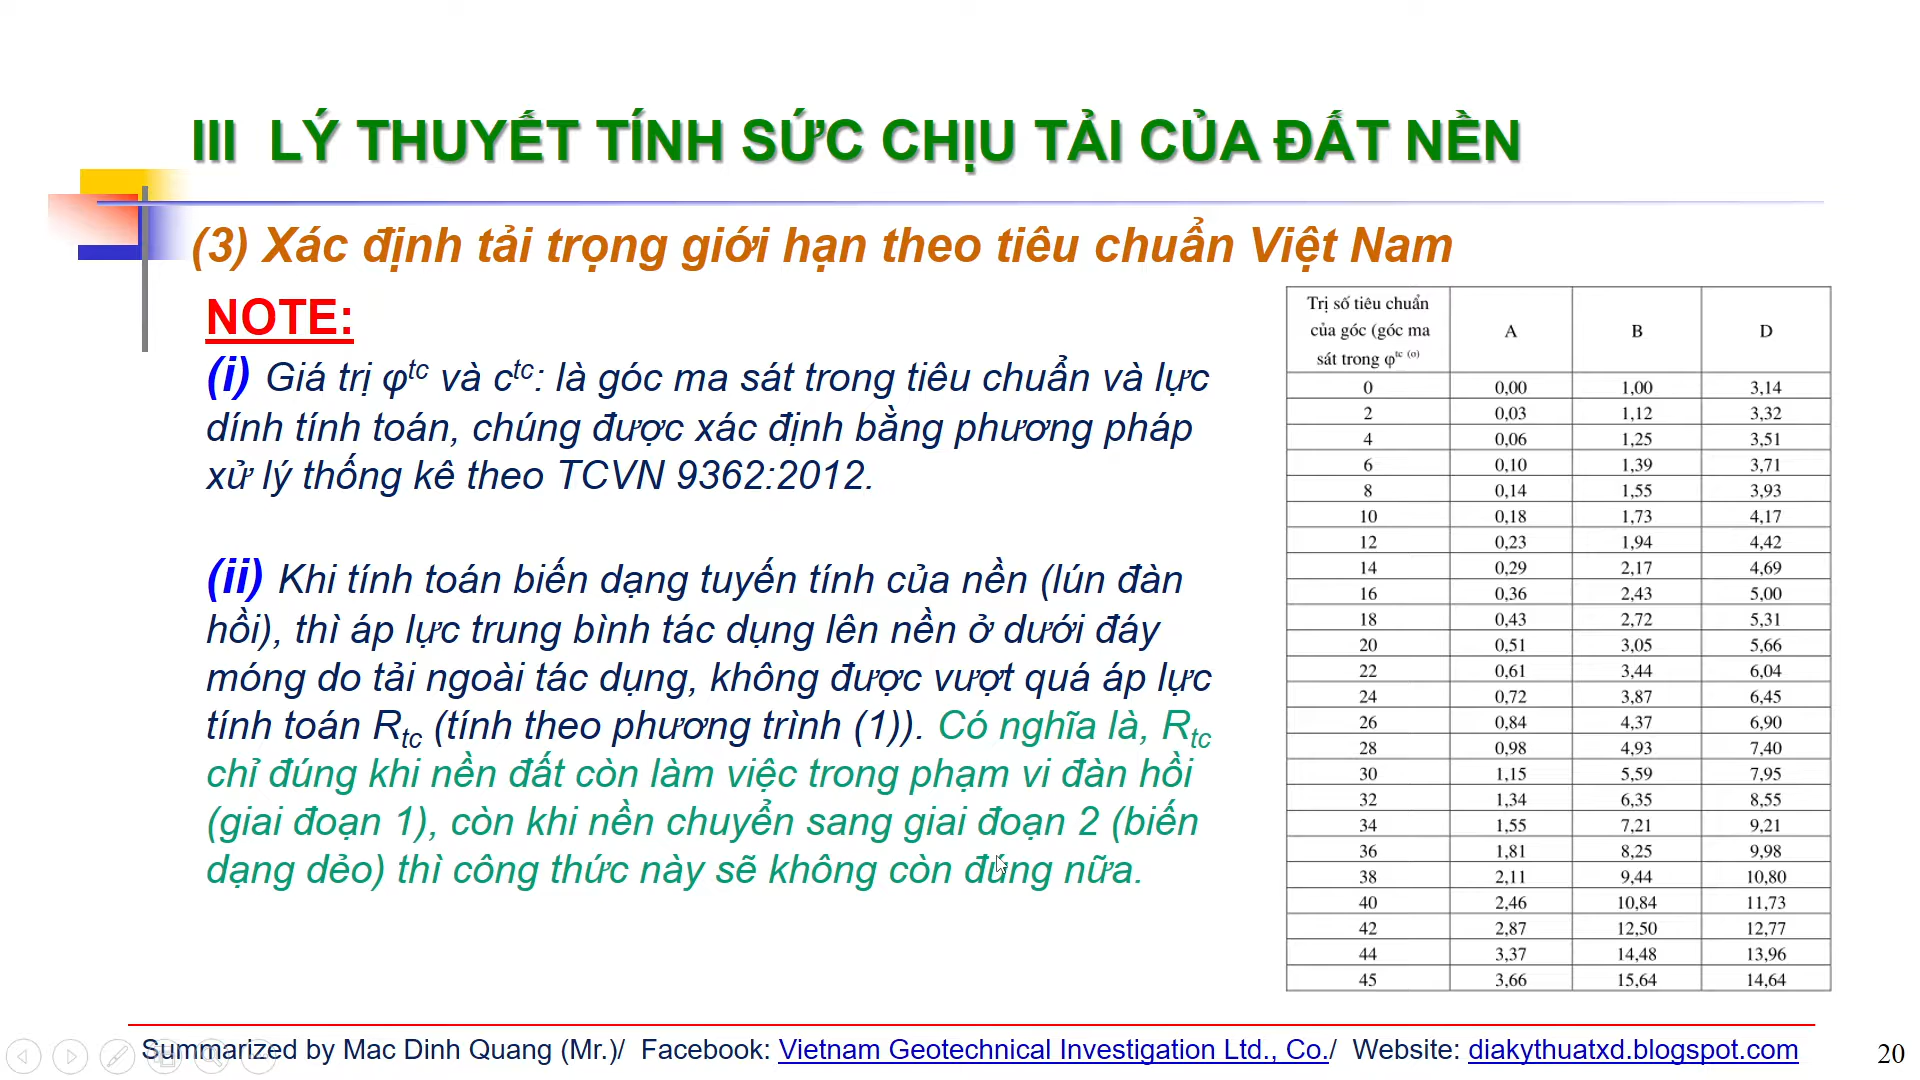 III LÝ THUYẾT TÍNH SỨC CHỊU TẢI CỦA ĐẤT NỀN
(3) Xác định tải trọng giới hạn theo tiêu chuẩn Việt Nam
NOTE:
(i) Giá trị φtc và ctc: là góc ma sát trong tiêu chuẩn và lực
dính tính toán, chúng được xác định bằng phương pháp
xử lý thống kê theo TCVN 9362:2012.
(ii) Khi tính toán biến dạng tuyến tính của nền (lún đàn
hồi), thì áp lực trung bình tác dụng lên nền ở dưới đáy
móng do tải ngoài tác dụng, không được vượt quá áp lực
tính toán Rtc (tính theo phương trình (1)). Có nghĩa là, Rtc
chỉ đúng khi nền đất còn làm việc trong phạm vi đàn hồi
(giai đoạn 1), còn khi nền chuyển sang giai đoạn 2 (biến
dạng dẻo) thì công thức này sẽ không còn đúng nữa.
Trị số tiêu chuẩn
của góc (góc ma
sát trong φtc (o)
A B D
0 0,00 1,00 3,14
2 0,03 1,12 3,32
4 0,06 1,25 3,51
6 0,10 1,39 3,71
8 0,14 1,55 3,93
10 0,18 1,73 4,17
12 0,23 1,94 4,42
14 0,29 2,17 4,69
16 0,36 2,43 5,00
18 0,43 2,72 5,31
20 0,51 3,05 5,66
22 0,61 3,44 6,04
24 0,72 3,87 6,45
26 0,84 4,37 6,90
28 0,98 4,93 7,40
30 1,15 5,59 7,95
32 1,34 6,35 8,55
34 1,55 7,21 9,21
36 1,81 8,25 9,98
38 2,11 9,44 10,80
40 2,46 10,84 11,73
42 2,87 12,50 12,77
44 3,37 14,48 13,96
45 3,66 15,64 14,64
Summarized by Mac Dinh Quang (Mr.)/ Facebook: Vietnam Geotechnical Investigation Ltd., Co./ Website: diakythuatxd.blogspot.com
20